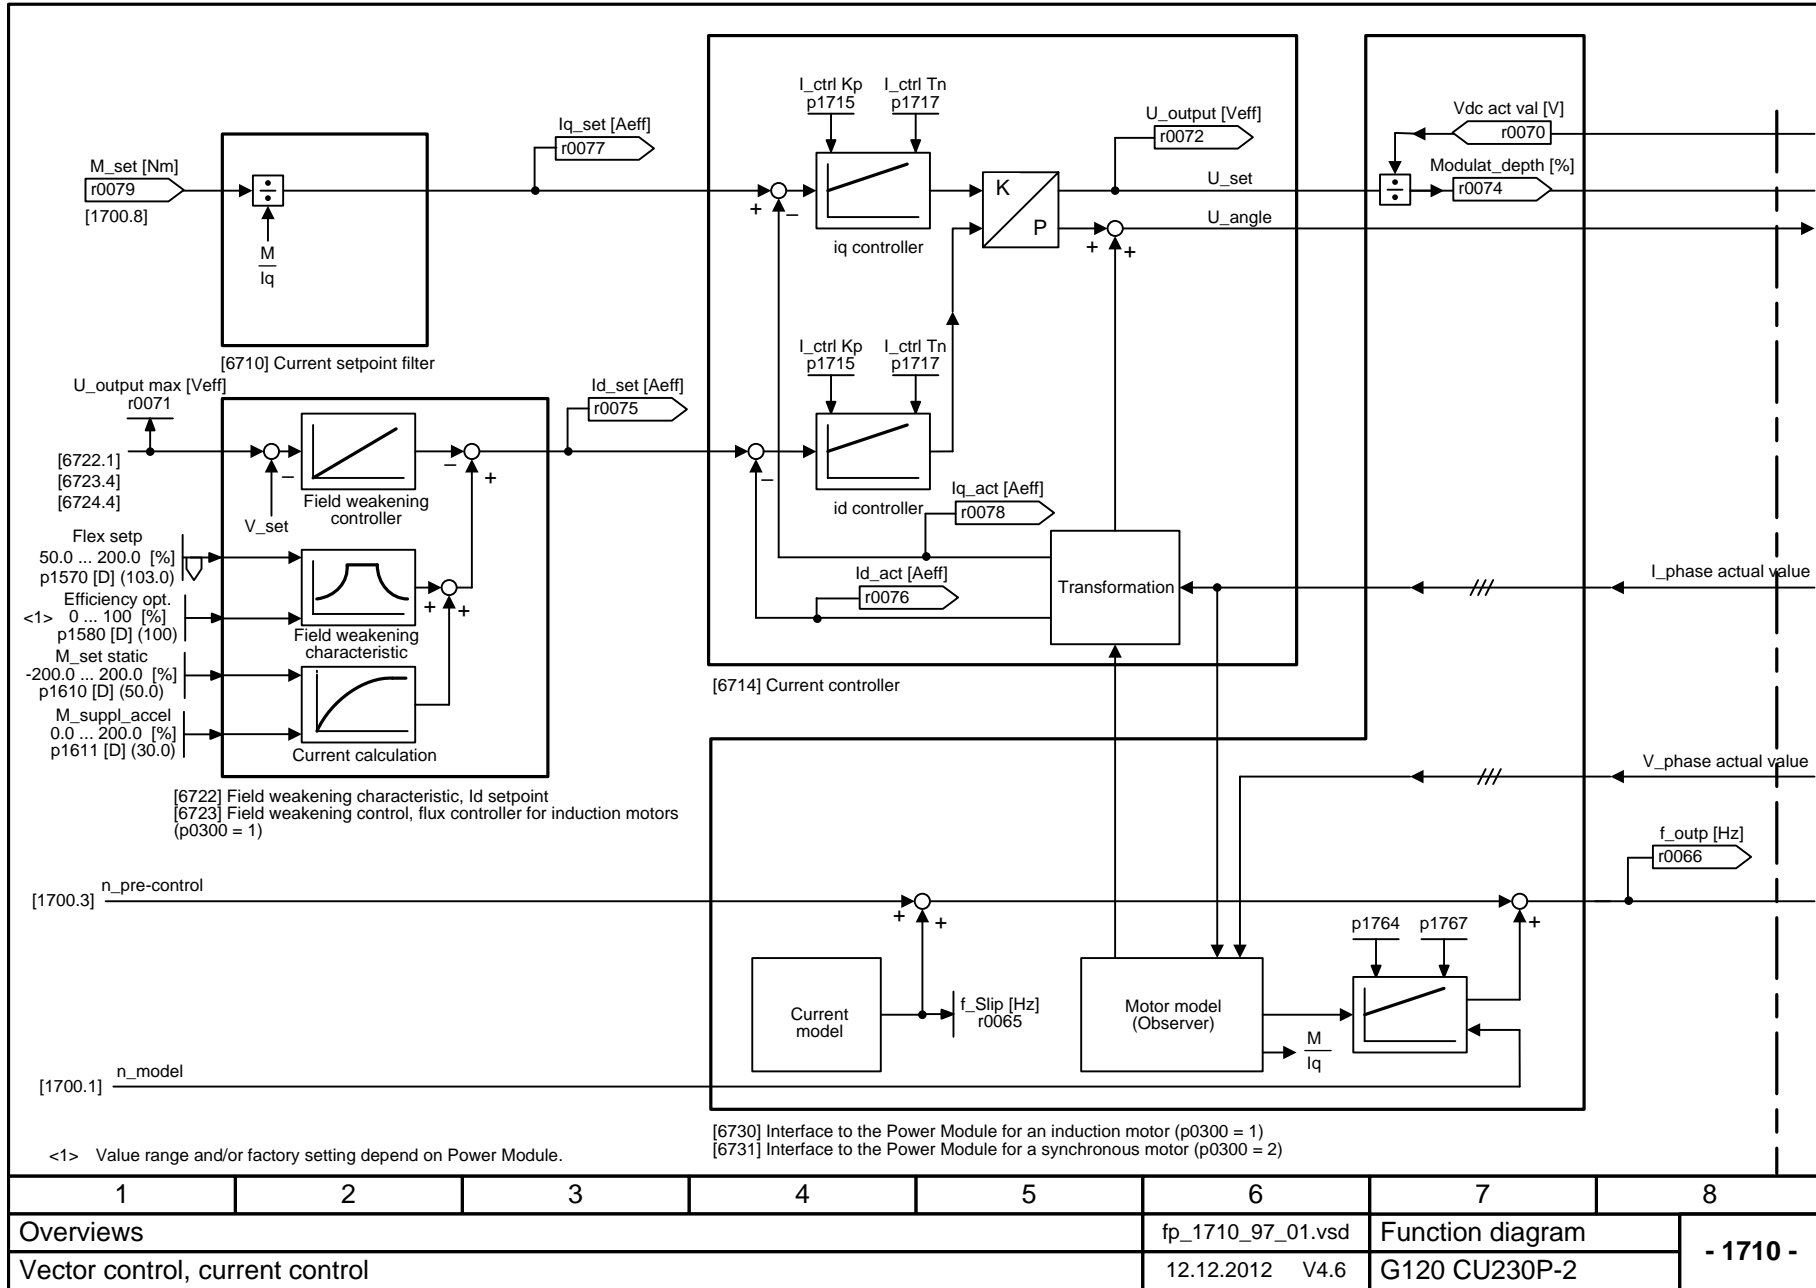 M_set [Nm]
r0079
[1700.8]
÷
M
Iq
[6710] Current setpoint filter
Iq_set [Aeff]
r0077
I_ctrl Kp
p1715
I_ctrl Tn
p1717
+
–
iq controller
K
P
U_output [Veff]
r0072
U_set
U_angle
+
+
Vdc act val [V]
r0070
÷
Modulat_depth [%]
r0074
U_output max [Veff]
r0071
[6722.1]
[6723.4]
[6724.4]
–
V_set
Field weakening
controller
–
+
Id_set [Aeff]
r0075
I_ctrl Kp
p1715
I_ctrl Tn
p1717
–
id controller
Iq_act [Aeff]
r0078
Id_act [Aeff]
r0076
Transformation
I_phase actual value
Flex setp
50.0 ... 200.0 [%]
p1570 [D] (103.0)
Efficiency opt.
<1> 0 ... 100 [%]
p1580 [D] (100)
Field weakening
characteristic
+
+
M_set static
-200.0 ... 200.0 [%]
p1610 [D] (50.0)
M_suppl_accel
0.0 ... 200.0 [%]
p1611 [D] (30.0)
Current calculation
[6714] Current controller
V_phase actual value
[6722] Field weakening characteristic, Id setpoint
[6723] Field weakening control, flux controller for induction motors
(p0300 = 1)
f_outp [Hz]
r0066
[1700.3]
n_pre-control
+
+
+
p1764
p1767
Current
model
f_Slip [Hz]
r0065
Motor model
(Observer)
M
Iq
[1700.1]
n_model
[6730] Interface to the Power Module for an induction motor (p0300 = 1)
[6731] Interface to the Power Module for a synchronous motor (p0300 = 2)
<1> Value range and/or factory setting depend on Power Module.
1 2 3 4 5 6 7 8
Overviews
fp_1710_97_01.vsd
Function diagram
- 1710 -
Vector control, current control
12.12.2012 V4.6
G120 CU230P-2